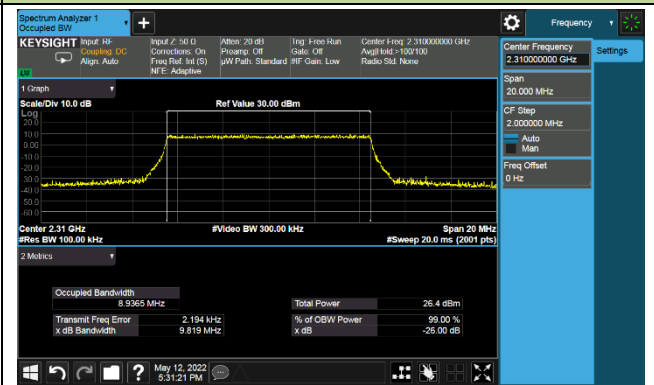 Spectrum Analyzer 1
Occupied BW
Frequency
KEYSIGHT
Input: RF
Coupling: DC
Align: Auto
Input Z: 50 Ω
Corrections: On
Freq Ref: Int (S)
NFE: Adaptive
Atten: 20 dB
Preamp: Off
µW Path: Standard
Trig: Free Run
Gate: Off
#IF Gain: Low
Center Freq: 2.310000000 GHz
Avg|Hold:>100/100
Radio Std: None
1 Graph
Scale/Div 10.0 dB
Ref Value 30.00 dBm
Log
20.0
10.0
0.00
-10.0
-20.0
-30.0
-40.0
-50.0
-60.0
Center 2.31 GHz
#Video BW 300.00 kHz
Span 20 MHz
#Res BW 100.00 kHz
#Sweep 20.0 ms (2001 pts)
2 Metrics
Occupied Bandwidth
8.9365 MHz
Total Power
26.4 dBm
Transmit Freq Error
2.194 kHz
% of OBW Power
99.00 %
x dB Bandwidth
9.819 MHz
x dB
-26.00 dB
May 12, 2022
5:31:21 PM
Center Frequency
2.310000000 GHz
Settings
Span
20.000 MHz
CF Step
2.000000 MHz
Auto
Man
Freq Offset
0 Hz